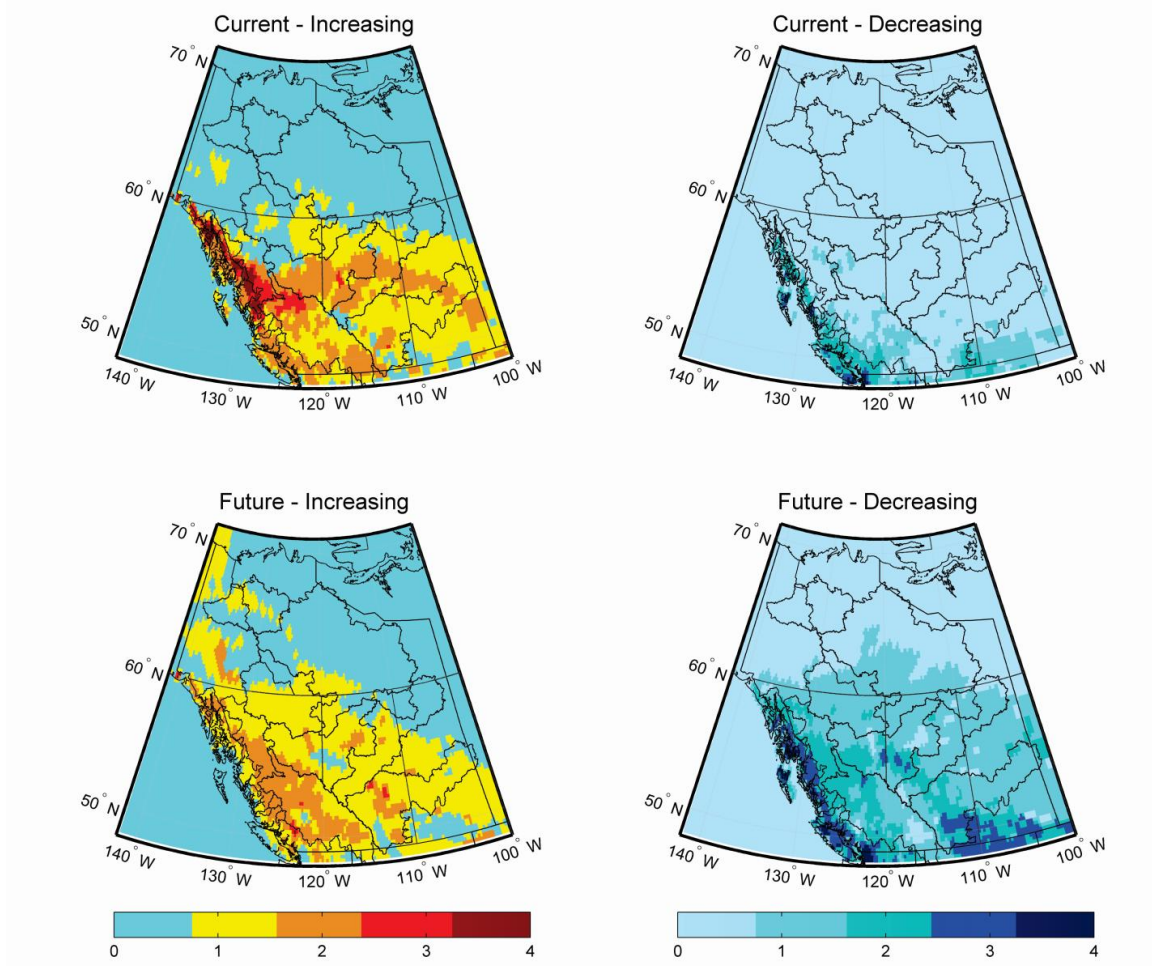 Current - Increasing
70° N
60° N
50° N
140° W
130° W
120° W
110° W
100° W
Current - Decreasing
70° N
60° N
50° N
140° W
130° W
120° W
110° W
100° W
Future - Increasing
70° N
60° N
50° N
140° W
130° W
120° W
110° W
100° W
Future - Decreasing
70° N
60° N
50° N
140° W
130° W
120° W
110° W
100° W
0 1 2 3 4
0 1 2 3 4